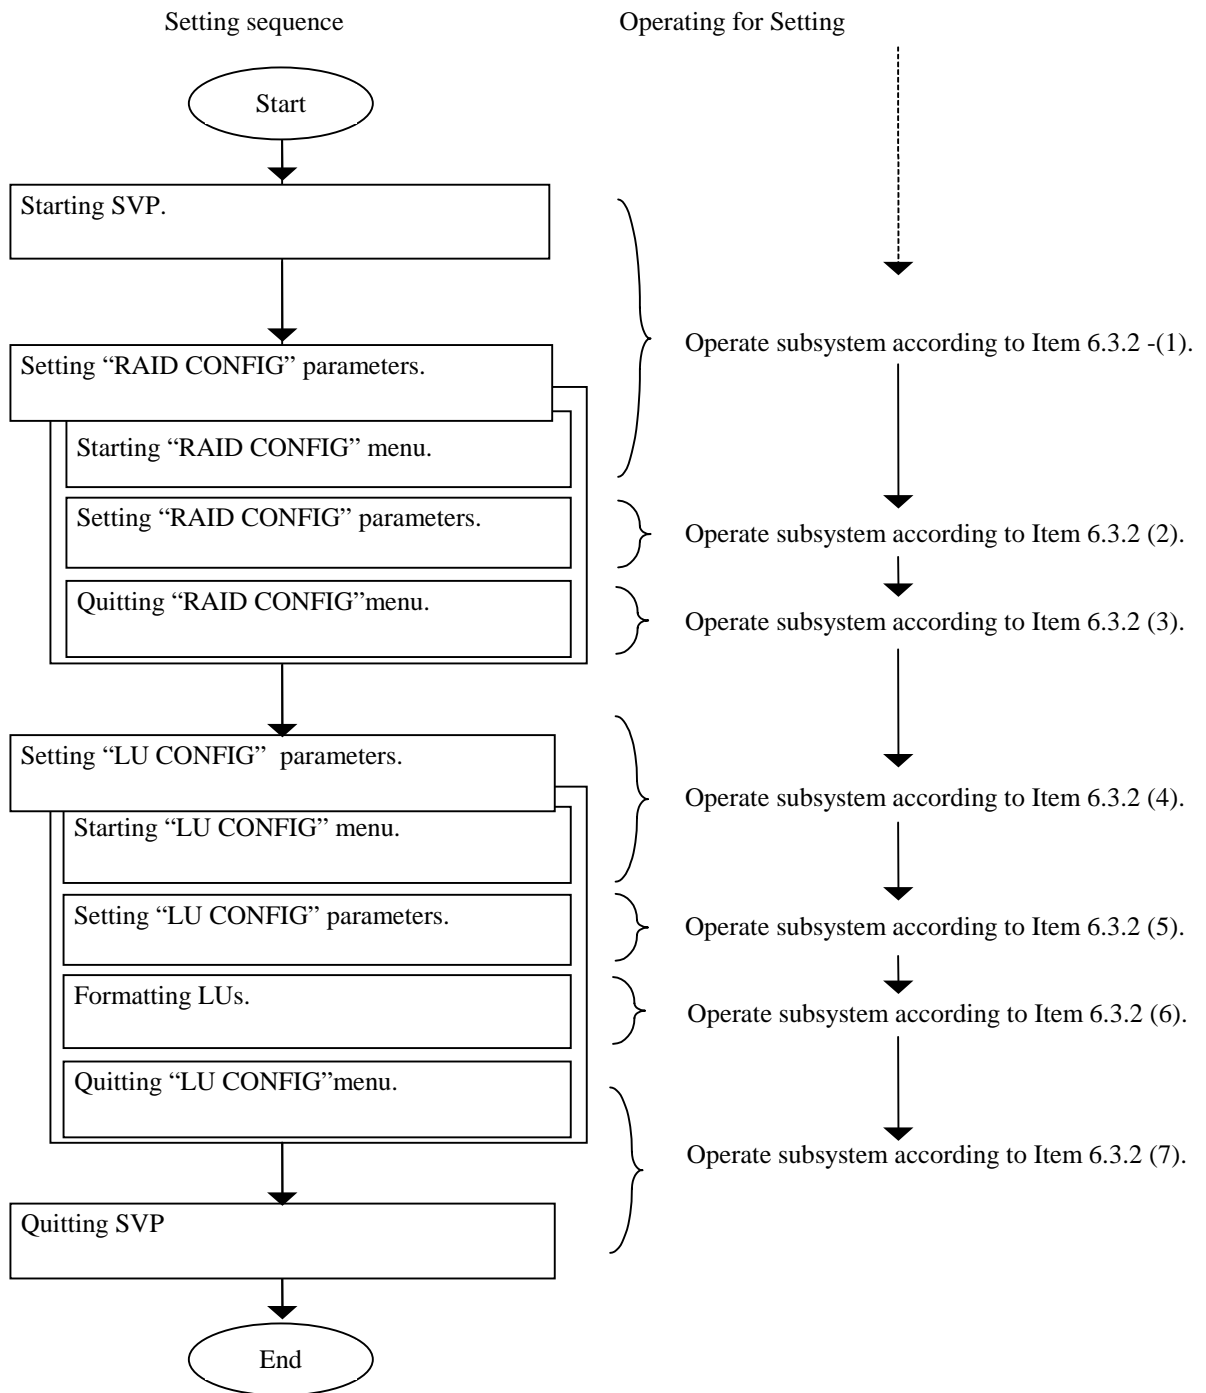 Setting sequence
Operating for Setting
Start
Starting SVP.
Setting “RAID CONFIG” parameters.
Starting “RAID CONFIG” menu.
Setting “RAID CONFIG” parameters.
Quitting “RAID CONFIG”menu.
Setting “LU CONFIG”  parameters.
Starting “LU CONFIG” menu.
Setting “LU CONFIG” parameters.
Formatting LUs.
Quitting “LU CONFIG”menu.
Quitting SVP
End
Operate subsystem according to Item 6.3.2 -(1).
Operate subsystem according to Item 6.3.2 (2).
Operate subsystem according to Item 6.3.2 (3).
Operate subsystem according to Item 6.3.2 (4).
Operate subsystem according to Item 6.3.2 (5).
Operate subsystem according to Item 6.3.2 (6).
Operate subsystem according to Item 6.3.2 (7).